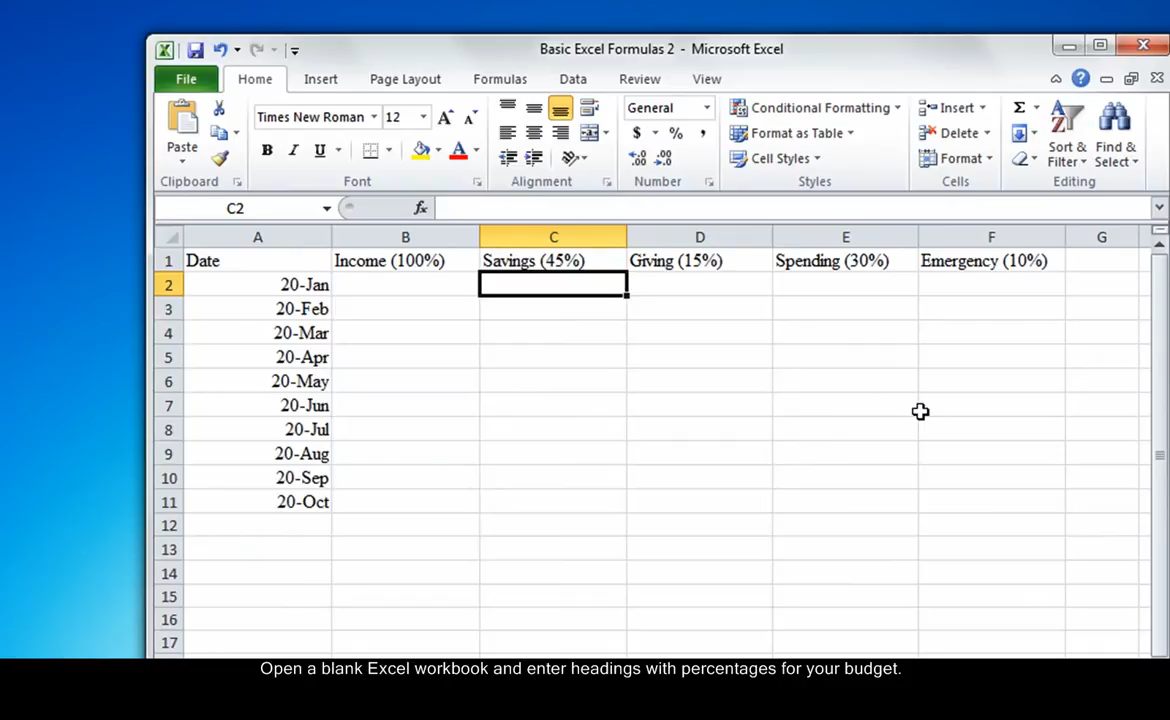 Basic Excel Formulas 2 - Microsoft Excel
File Home Insert Page Layout Formulas Data Review View
Times New Roman 12 General Conditional Formatting Insert Σ
Paste $ % , Format as Table Delete Sort & Filter Find & Select
B I U A Cell Styles Format
Clipboard Font Alignment Number Styles Cells Editing
C2 fx
A B C D E F G
1 Date Income (100%) Savings (45%) Giving (15%) Spending (30%) Emergency (10%)
2 20-Jan
3 20-Feb
4 20-Mar
5 20-Apr
6 20-May
7 20-Jun
8 20-Jul
9 20-Aug
10 20-Sep
11 20-Oct
12
13
14
15
16
17
Open a blank Excel workbook and enter headings with percentages for your budget.